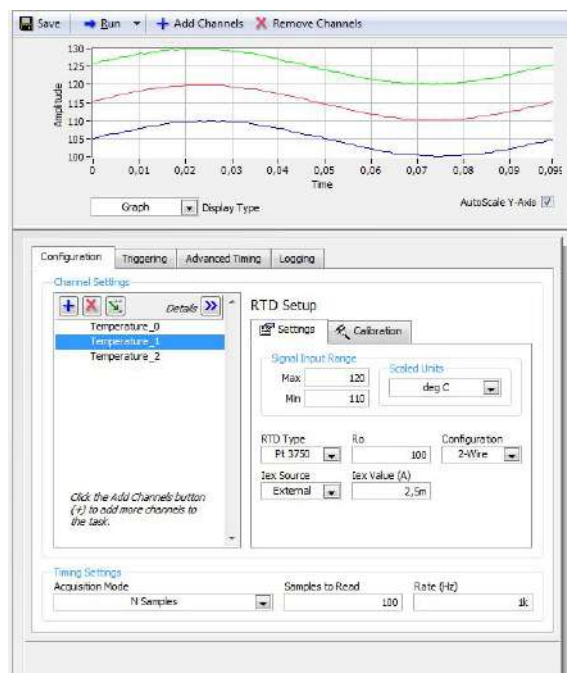 Save Run Add Channels Remove Channels
130
125
120
115
110
105
100
Amplitude
0 0,01 0,02 0,03 0,04 0,05 0,06 0,07 0,08 0,09 0,099
Time
Graph Display Type AutoScale Y-Axis
Configuration Triggering Advanced Timing Logging
Channel Settings
Details
Temperature_0
Temperature_1
Temperature_2
Click the Add Channels button
(+) to add more channels to
the task.
RTD Setup
Settings Calibration
Signal Input Range Scaled Units
Max 120 deg C
Min 110
RTD Type Ro Configuration
Pt 3750 100 2-Wire
Iex Source Iex Value (A)
External 2,5m
Timing Settings
Acquisition Mode Samples to Read Rate (Hz)
N Samples 100 1k